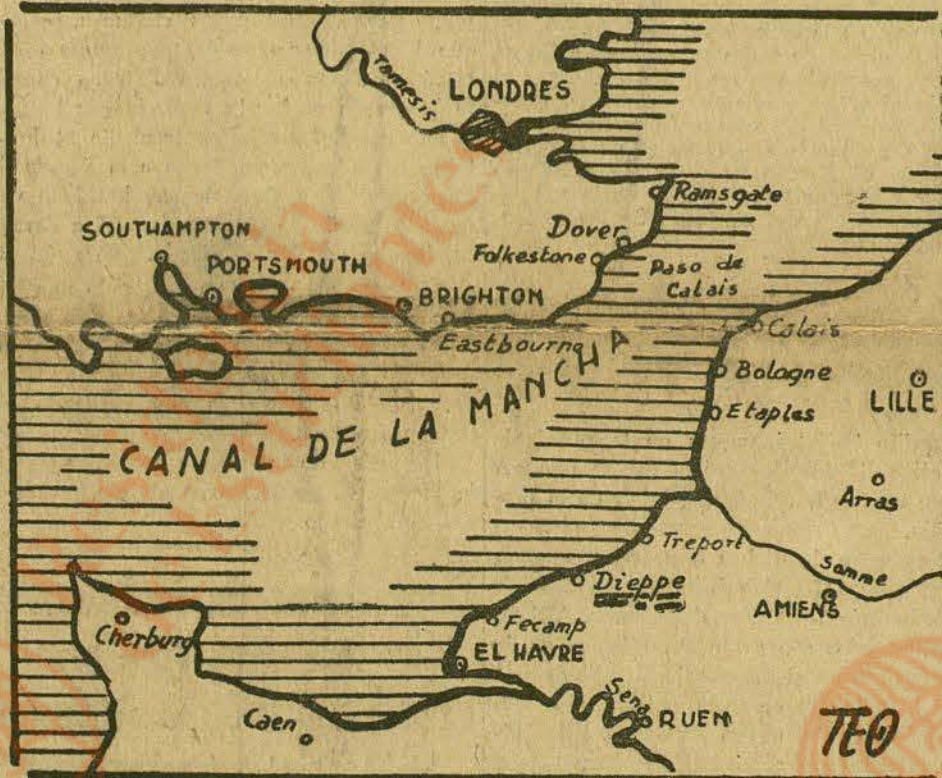 Tamesis
LONDRES
Ramsgate
SOUTHAMPTON
Dover
Folkestone
PORTSMOUTH
Paso de
Calais
BRIGHTON
Eastbourne
Calais
CANAL DE LA MANCHA
Bologne
LILLE
Etaples
Arras
Treport
Somme
Dieppe
AMIENS
Cherburg
Fecamp
EL HAVRE
Sena
Caen
RUEN
TEO